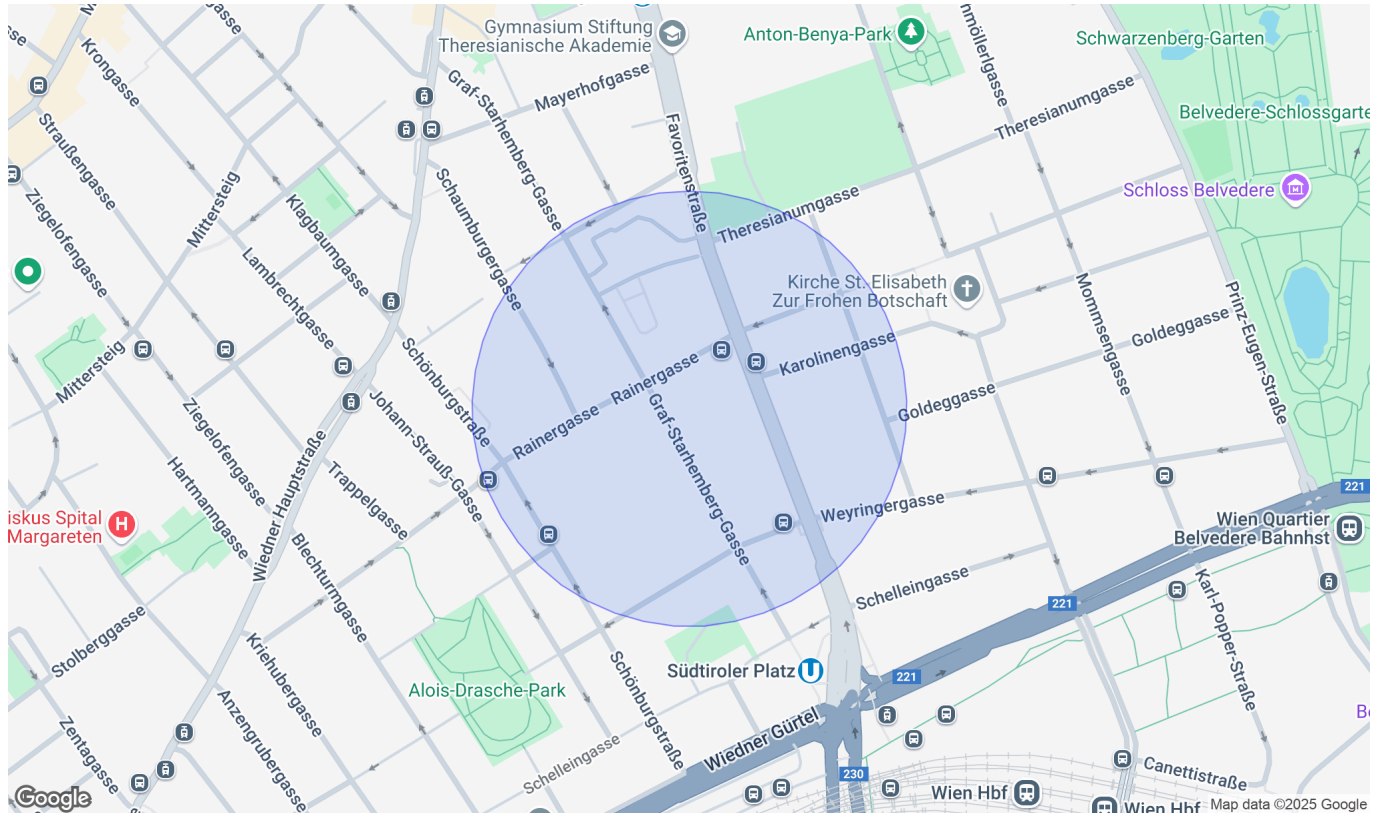 Gymnasium Stiftung
Theresianische Akademie
Anton-Benya-Park
Schwarzenberg-Garten
Krongasse
Graf-Starhemberg-Gasse
Mayerhofgasse
Favoritenstraße
Theresianumgasse
Belvedere-Schlossgarte
Straußengasse
Mittersteig
Schaumburgergasse
Schloss Belvedere
Ziegelofengasse
Klagbaumgasse
Theresianumgasse
Lambrechtgasse
Kirche St. Elisabeth
Zur Frohen Botschaft
Mommsengasse
Prinz-Eugen-Straße
Goldeggasse
Mittersteig
Schönburgstraße
Karolinengasse
Rainergasse
Rainergasse
Johann-Strauß-Gasse
Graf-Starhemberg-Gasse
Goldeggasse
Ziegelofengasse
Hartmanngasse
Trappelgasse
Wiedner Hauptstraße
Weyringergasse
221
iskus Spital
Margareten
Wien Quartier
Belvedere Bahnhst
Blechturmgasse
Schelleingasse
221
Karl-Popper-Straße
Stolberggasse
Kriehubergasse
Südtiroler Platz
221
Alois-Drasche-Park
Schönburgstraße
Anzengrubergasse
Zentagasse
Wiedner Gürtel
Schelleingasse
230
Canettistraße
Wien Hbf
Wien Hbf
Google
Map data ©2025 Google